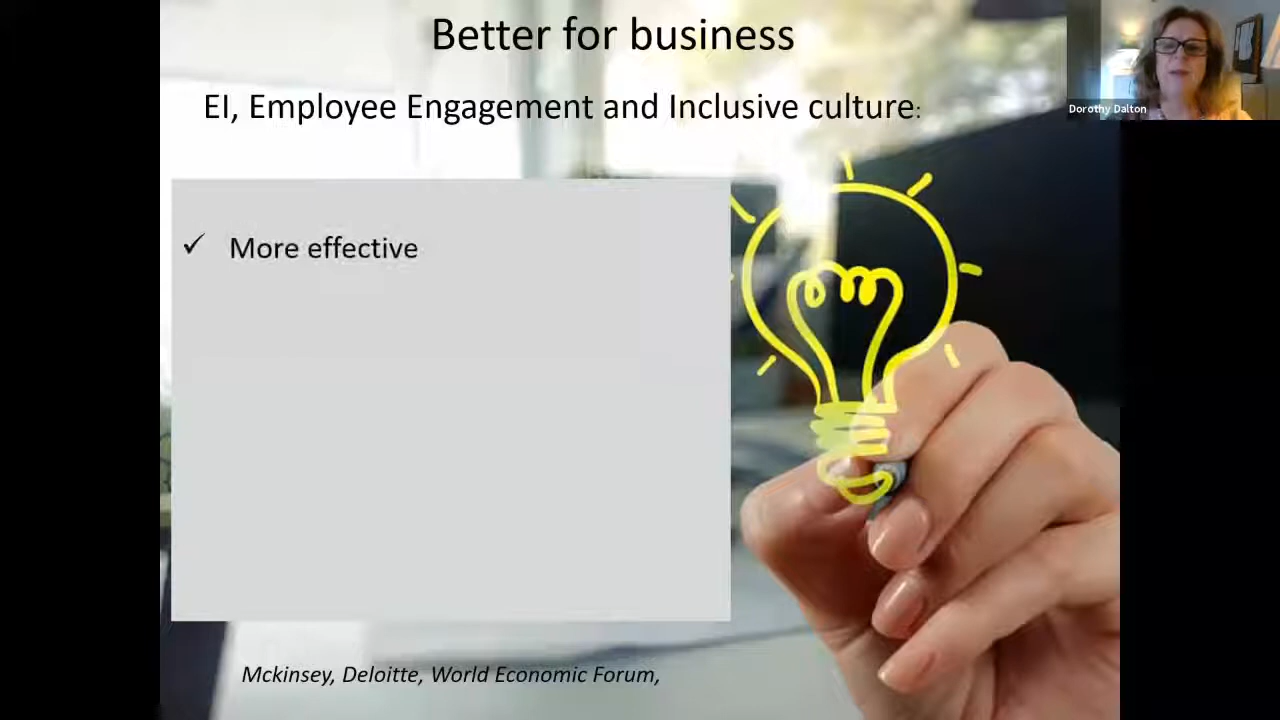 Better for business
Dorothy Dalton
EI, Employee Engagement and Inclusive culture:
✓ More effective
Mckinsey, Deloitte, World Economic Forum,